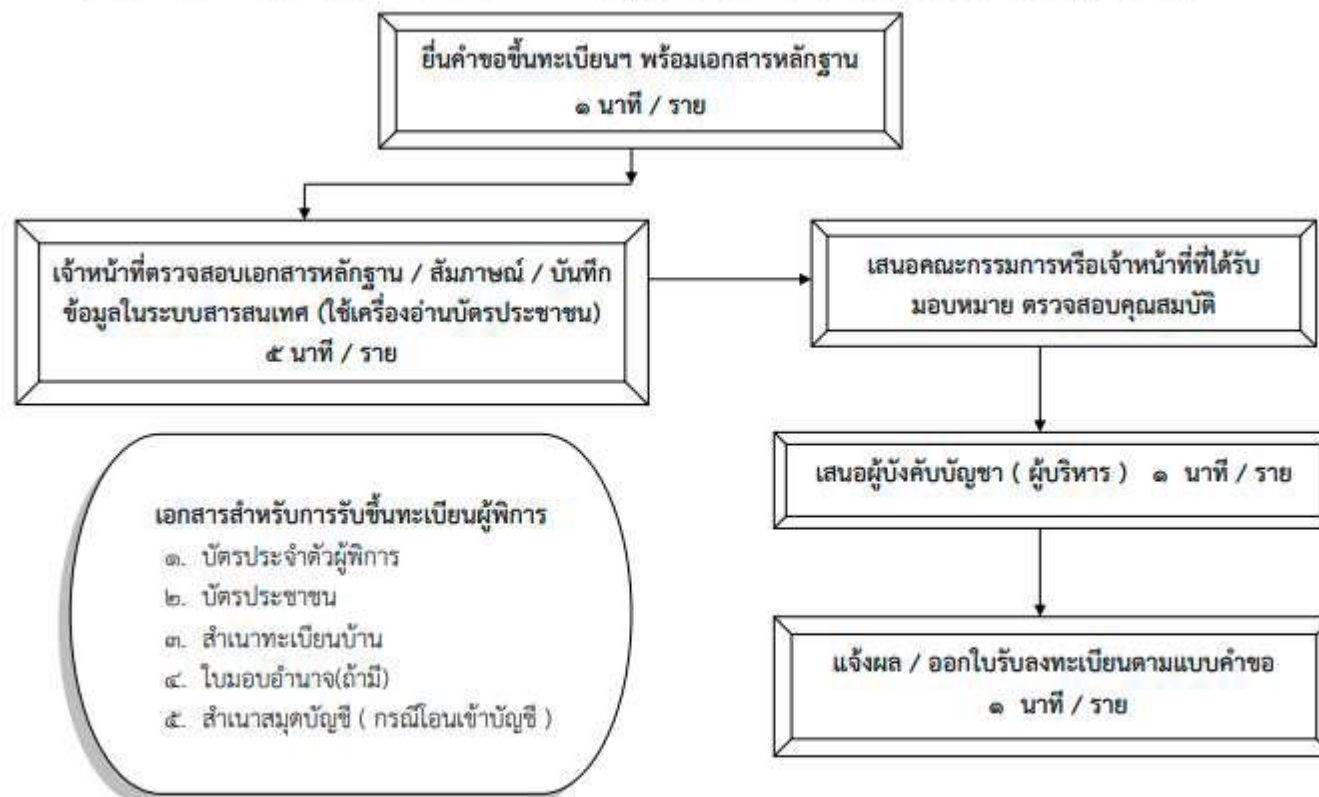 ยื่นคำขอขึ้นทะเบียนฯ พร้อมเอกสารหลักฐาน
๑ นาที / ราย
เจ้าหน้าที่ตรวจสอบเอกสารหลักฐาน / สัมภาษณ์ / บันทึก
ข้อมูลในระบบสารสนเทศ (ใช้เครื่องอ่านบัตรประชาชน)
๕ นาที / ราย
เสนอคณะกรรมการหรือเจ้าหน้าที่ที่ได้รับ
มอบหมาย ตรวจสอบคุณสมบัติ
เสนอผู้บังคับบัญชา ( ผู้บริหาร ) ๑ นาที / ราย
แจ้งผล / ออกใบรับลงทะเบียนตามแบบคำขอ
๑ นาที / ราย
เอกสารสำหรับการรับขึ้นทะเบียนผู้พิการ
๑. บัตรประจำตัวผู้พิการ
๒. บัตรประชาชน
๓. สำเนาทะเบียนบ้าน
๔. ใบมอบอำนาจ(ถ้ามี)
๕. สำเนาสมุดบัญชี ( กรณีโอนเข้าบัญชี )